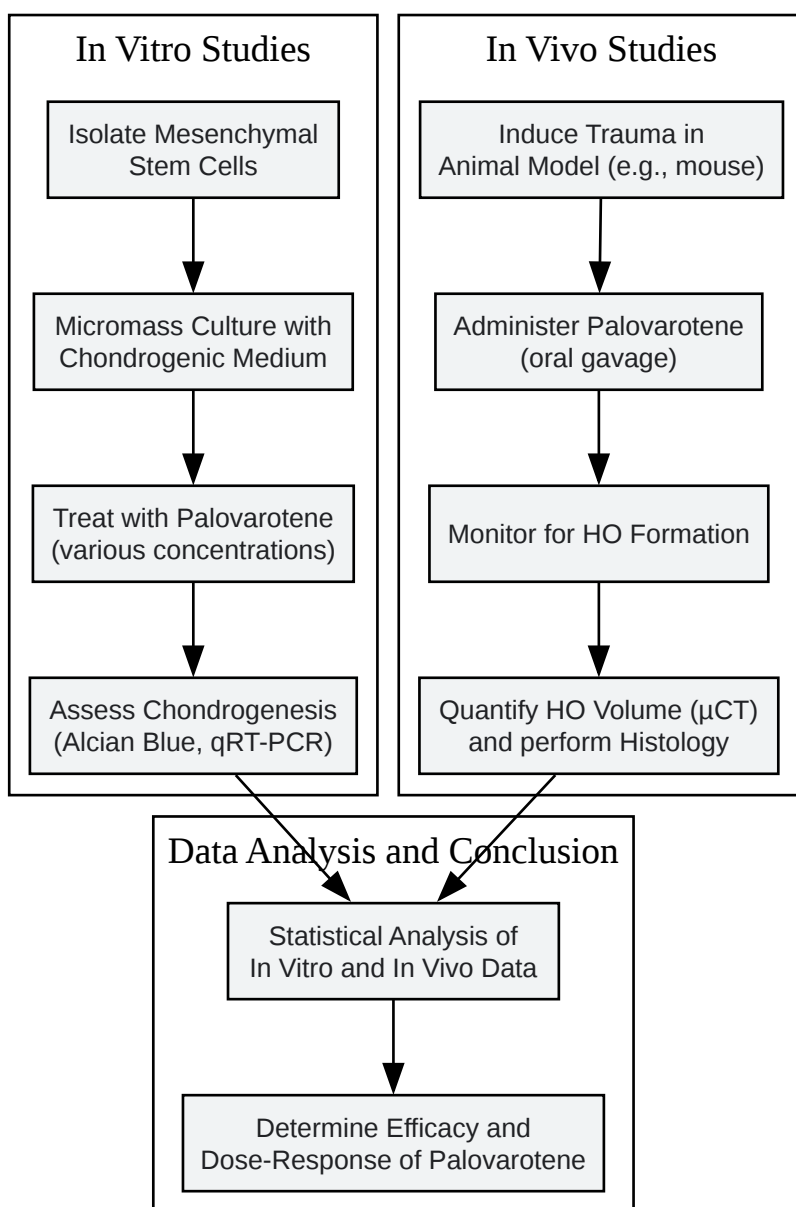 In Vitro Studies
Isolate Mesenchymal
Stem Cells
Micromass Culture with
Chondrogenic Medium
Treat with Palovarotene
(various concentrations)
Assess Chondrogenesis
(Alcian Blue, qRT-PCR)
In Vivo Studies
Induce Trauma in
Animal Model (e.g., mouse)
Administer Palovarotene
(oral gavage)
Monitor for HO Formation
Quantify HO Volume (µCT)
and perform Histology
Data Analysis and Conclusion
Statistical Analysis of
In Vitro and In Vivo Data
Determine Efficacy and
Dose-Response of Palovarotene